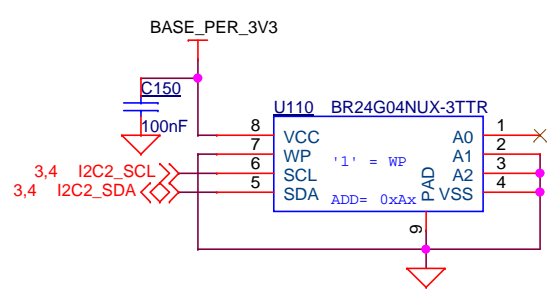 BASE_PER_3V3
C150
100nF
U110 BR24G04NUX-3TTR
8 VCC A0 1
7 WP '1' = WP A1 2
3,4 I2C2_SCL 6 SCL A2 3
3,4 I2C2_SDA 5 SDA ADD= 0xAx PAD VSS 4
9